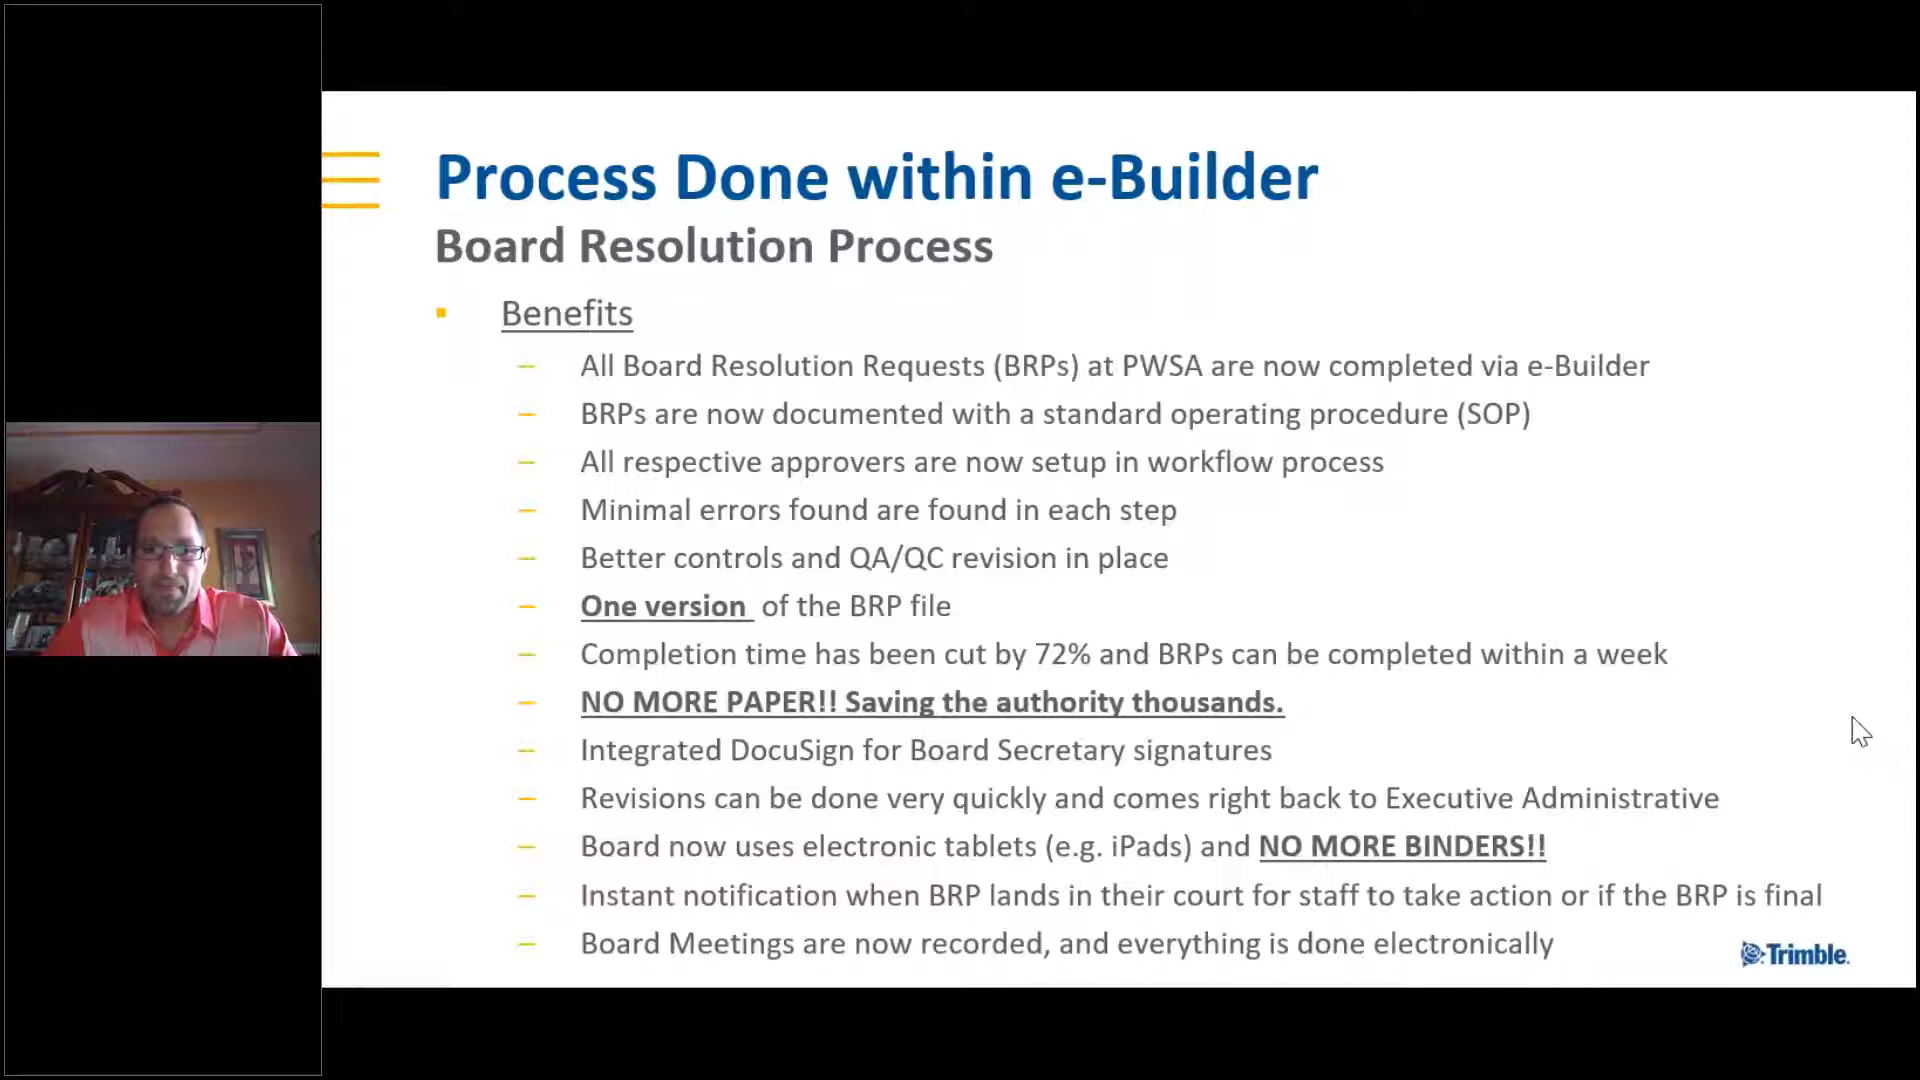 Process Done within e-Builder
Board Resolution Process
Benefits
All Board Resolution Requests (BRPs) at PWSA are now completed via e-Builder
BRPs are now documented with a standard operating procedure (SOP)
All respective approvers are now setup in workflow process
Minimal errors found are found in each step
Better controls and QA/QC revision in place
One version of the BRP file
Completion time has been cut by 72% and BRPs can be completed within a week
NO MORE PAPER!! Saving the authority thousands.
Integrated DocuSign for Board Secretary signatures
Revisions can be done very quickly and comes right back to Executive Administrative
Board now uses electronic tablets (e.g. iPads) and NO MORE BINDERS!!
Instant notification when BRP lands in their court for staff to take action or if the BRP is final
Board Meetings are now recorded, and everything is done electronically
Trimble.